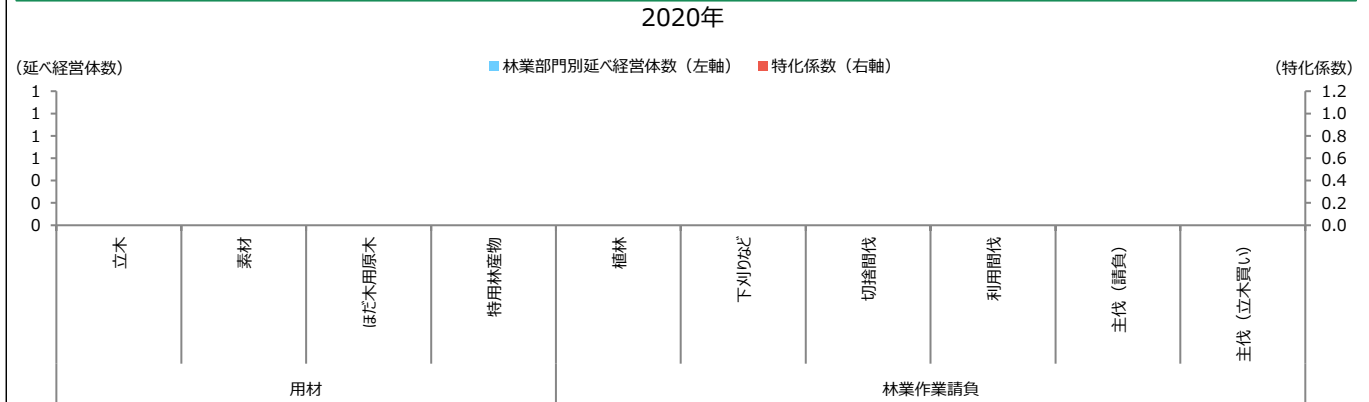 2020年
（延べ経営体数）
林業部門別延べ経営体数（左軸） 特化係数（右軸）
（特化係数）
1
1
1
1
0
0
0
1.2
1.0
0.8
0.6
0.4
0.2
0.0
立木
素材
ほだ木用原木
特用林産物
植林
下刈りなど
切捨間伐
利用間伐
主伐（請負）
主伐（立木買い）
用材
林業作業請負